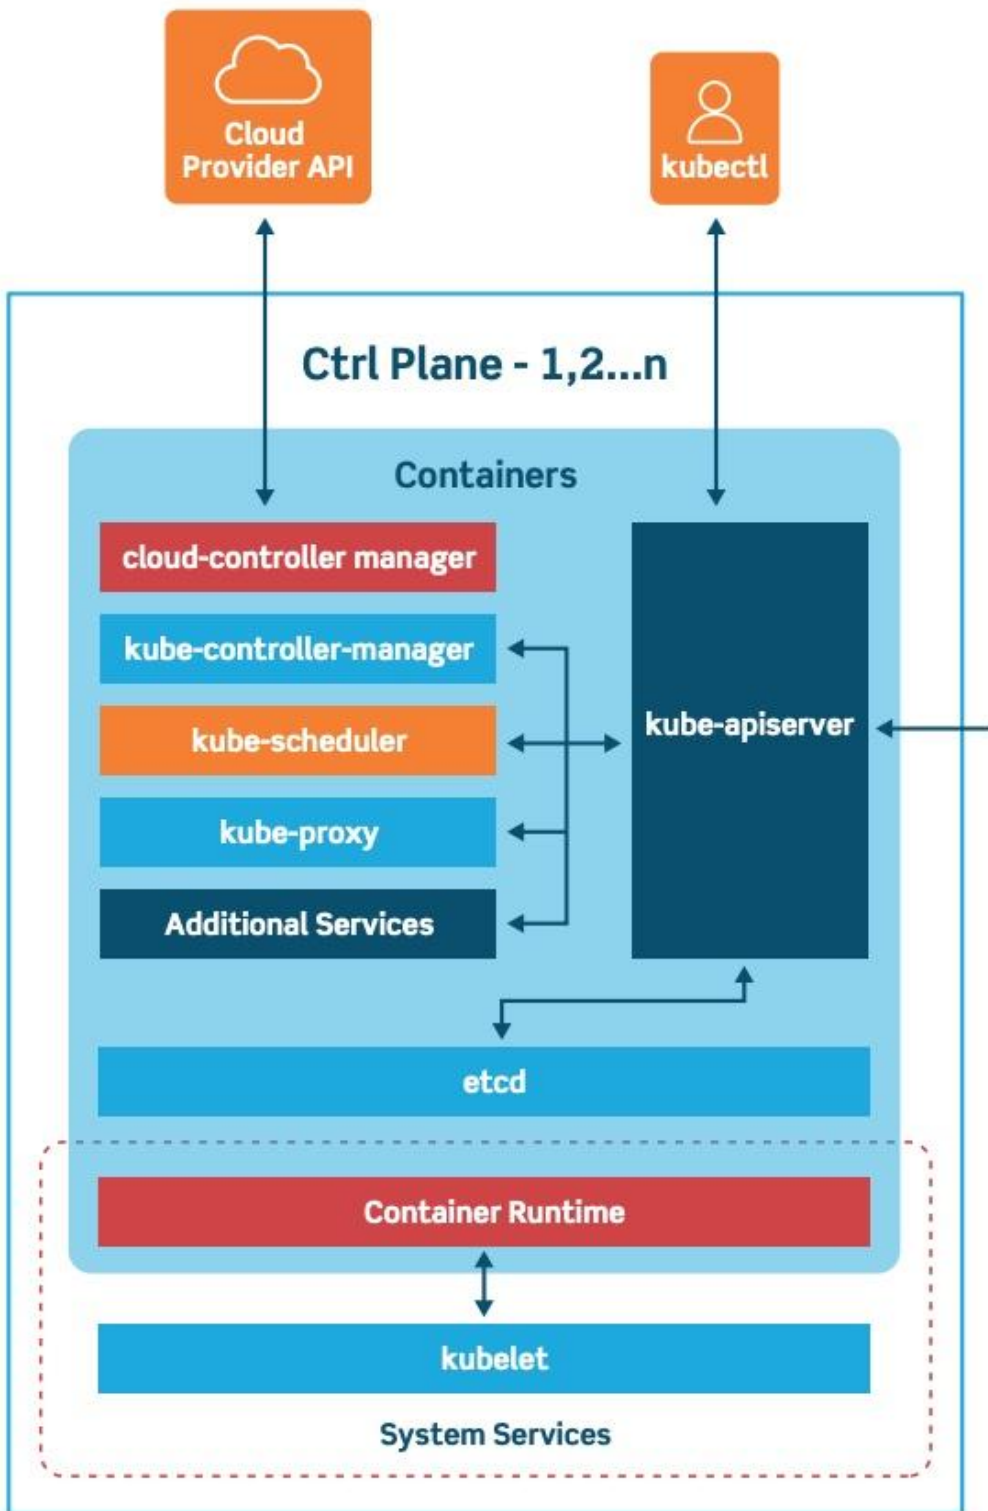 Cloud
Provider API
kubectl
Ctrl Plane - 1,2...n
Containers
cloud-controller manager
kube-controller-manager
kube-scheduler
kube-proxy
Additional Services
kube-apiserver
etcd
Container Runtime
kubelet
System Services